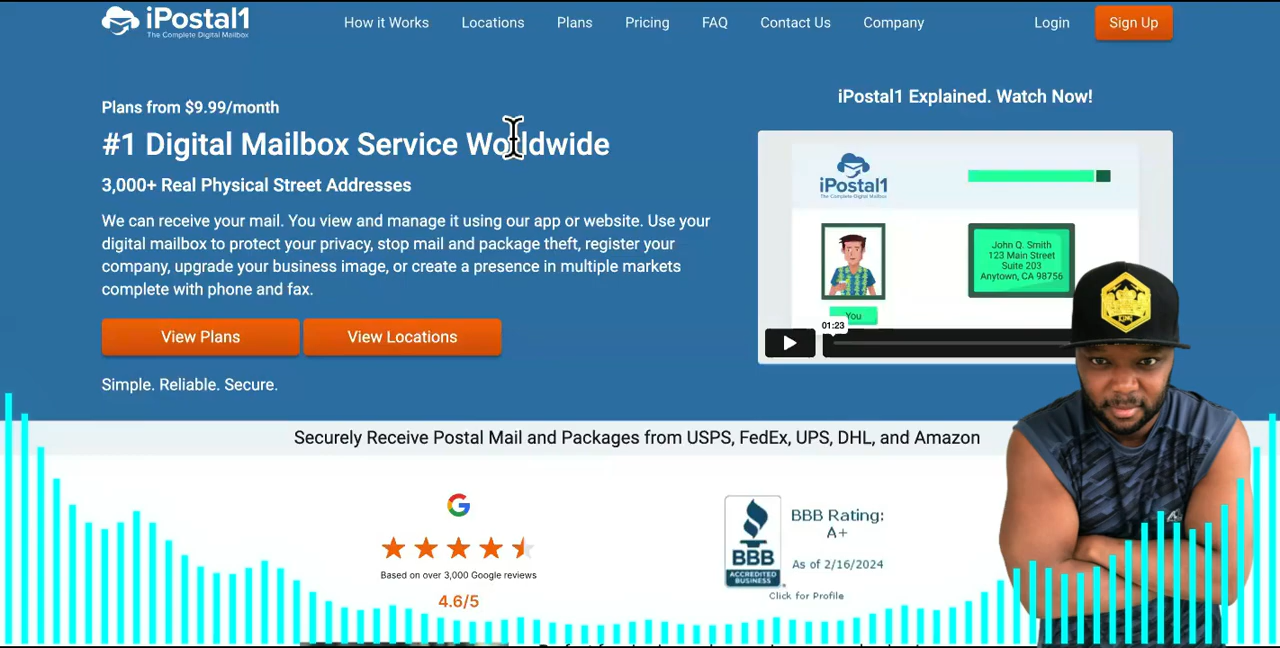 iPostal1
The Complete Digital Mailbox
How it Works
Locations
Plans
Pricing
FAQ
Contact Us
Company
Login
Sign Up
Plans from $9.99/month
#1 Digital Mailbox Service Worldwide
3,000+ Real Physical Street Addresses
We can receive your mail. You view and manage it using our app or website. Use your
digital mailbox to protect your privacy, stop mail and package theft, register your
company, upgrade your business image, or create a presence in multiple markets
complete with phone and fax.
View Plans
View Locations
Simple. Reliable. Secure.
iPostal1 Explained. Watch Now!
iPostal1
The Complete Digital Mailbox
John Q. Smith
123 Main Street
Suite 203
Anytown, CA 98756
You
01:23
Securely Receive Postal Mail and Packages from USPS, FedEx, UPS, DHL, and Amazon
G
Based on over 3,000 Google reviews
4.6/5
BBB
ACCREDITED
BUSINESS
BBB Rating:
A+
As of 2/16/2024
Click for Profile